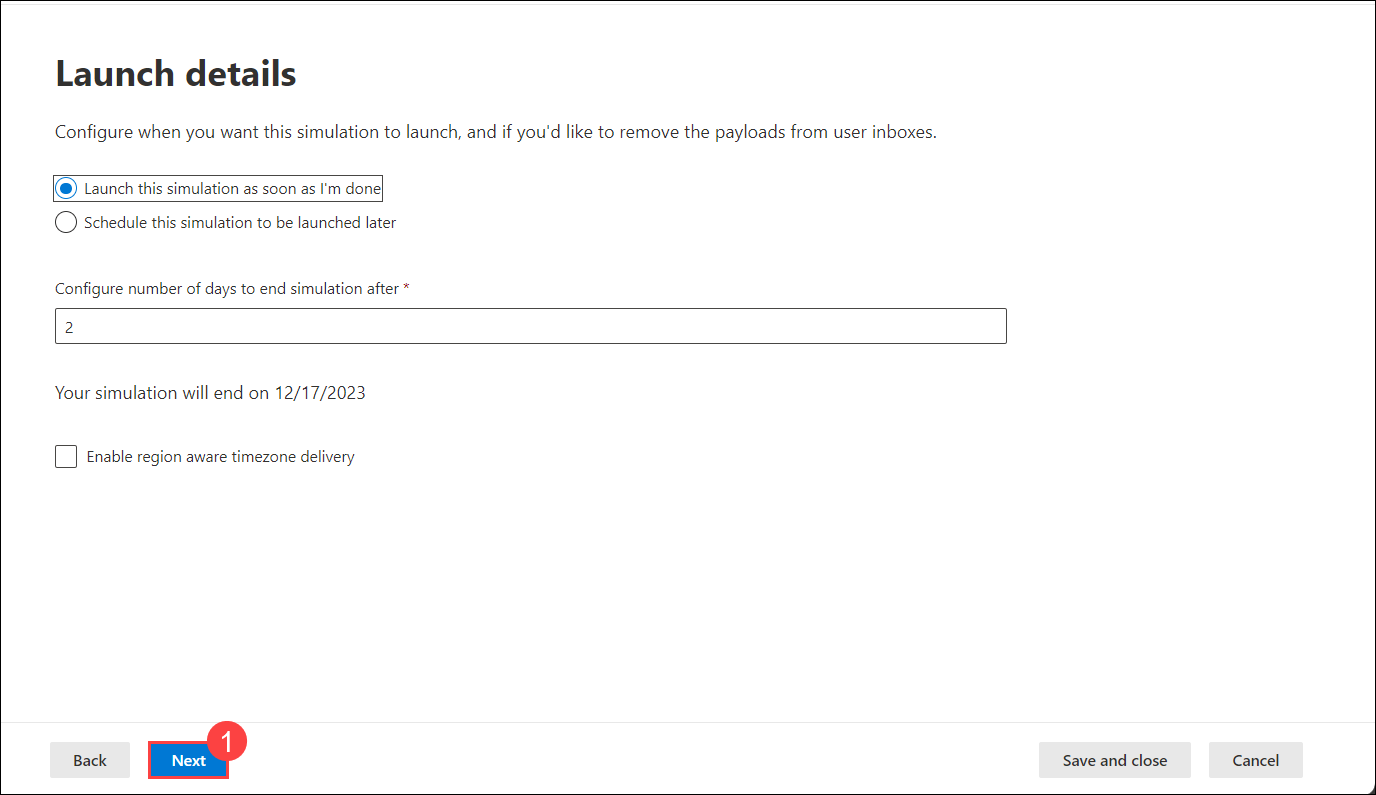 Launch details
Configure when you want this simulation to launch, and if you'd like to remove the payloads from user inboxes.
Launch this simulation as soon as I'm done
Schedule this simulation to be launched later
Configure number of days to end simulation after *
2
Your simulation will end on 12/17/2023
Enable region aware timezone delivery
1
Back Next Save and close Cancel